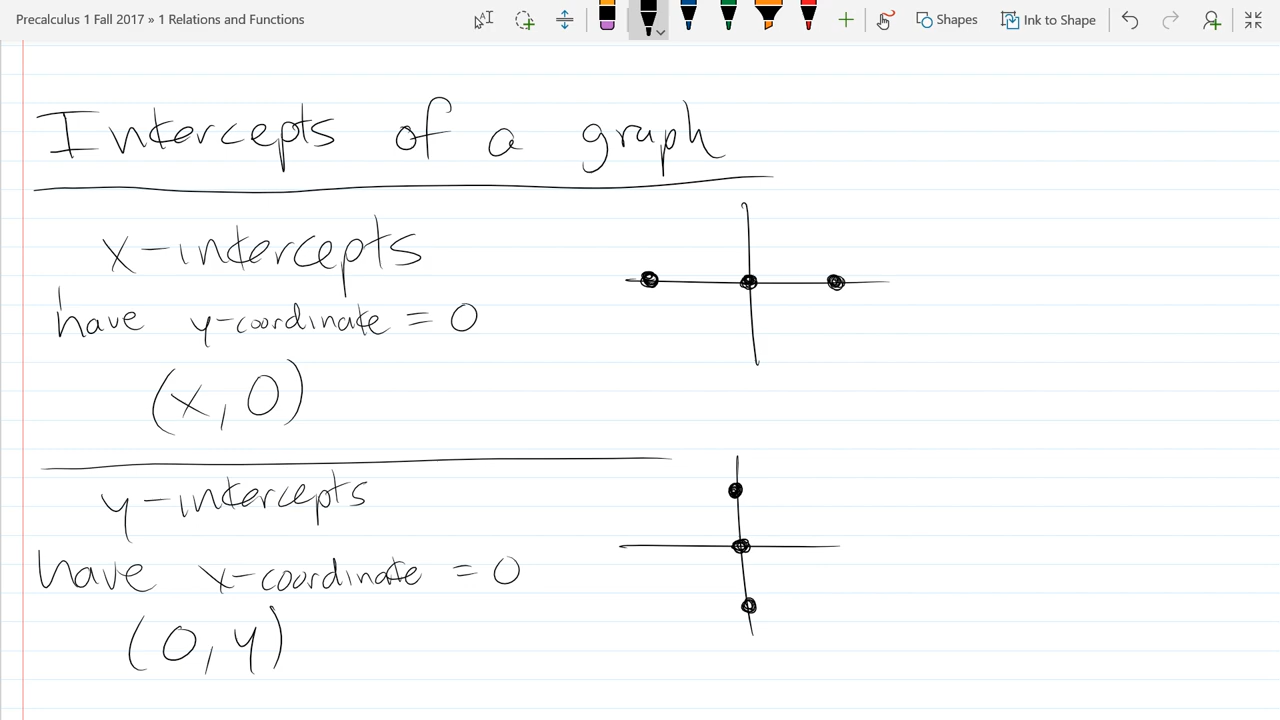 Precalculus 1 Fall 2017 » 1 Relations and Functions
Shapes
Ink to Shape
Intercepts of a graph
x-intercepts
have y-coordinate = 0
(x, 0)
y-intercepts
have x-coordinate = 0
(0, y)